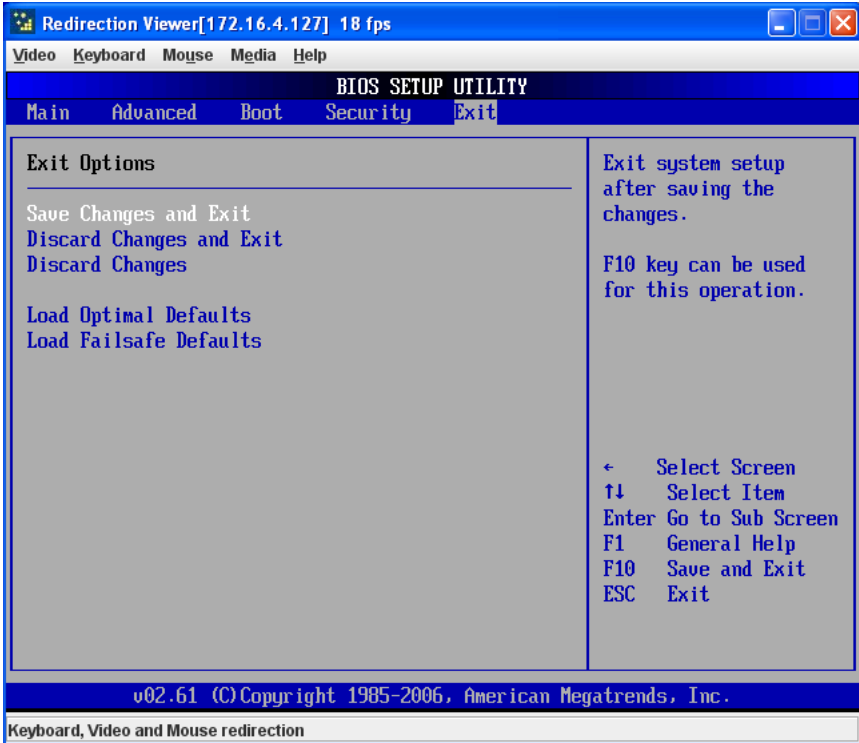 Redirection Viewer[172.16.4.127] 18 fps
Video Keyboard Mouse Media Help
BIOS SETUP UTILITY
Main Advanced Boot Security Exit
Exit Options
Save Changes and Exit
Discard Changes and Exit
Discard Changes
Load Optimal Defaults
Load Failsafe Defaults
Exit system setup
after saving the
changes.
F10 key can be used
for this operation.
← Select Screen
↑↓ Select Item
Enter Go to Sub Screen
F1 General Help
F10 Save and Exit
ESC Exit
v02.61 (C)Copyright 1985-2006, American Megatrends, Inc.
Keyboard, Video and Mouse redirection